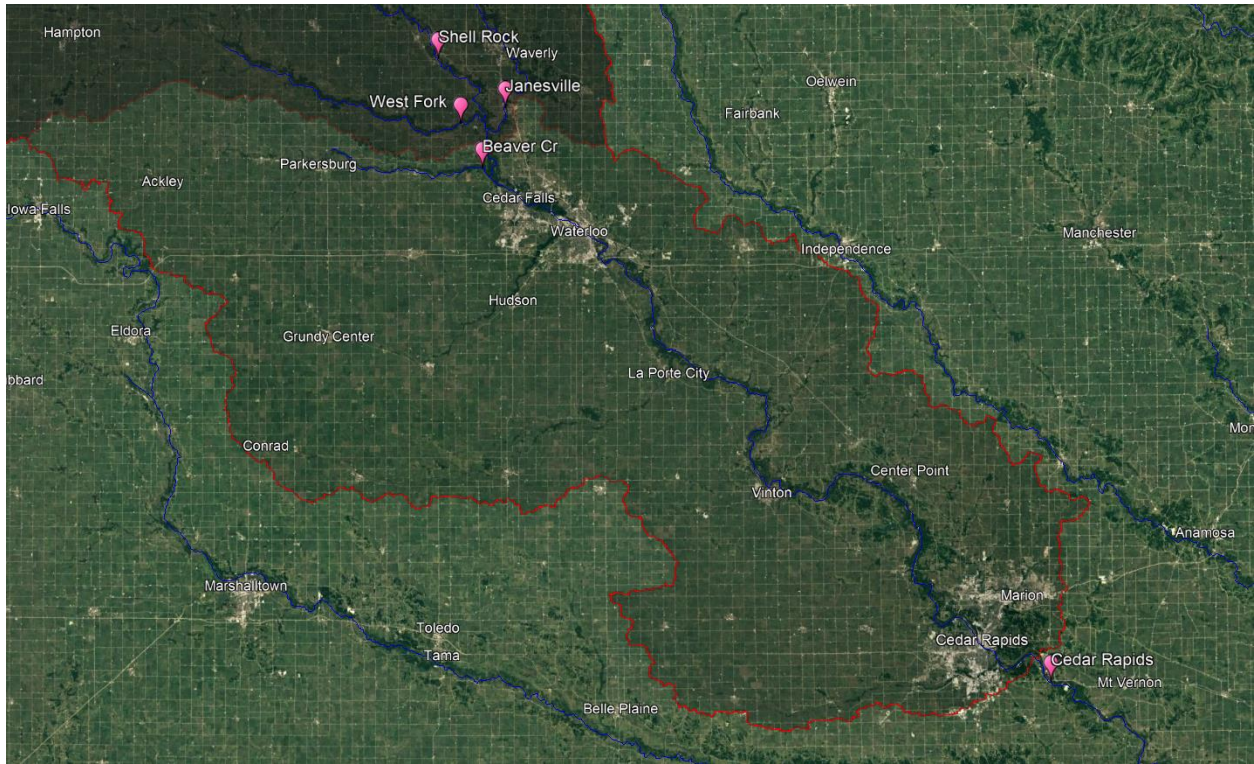 Hampton
Shell Rock
Waverly
Oelwein
Janesville
West Fork
Fairbank
Beaver Cr
Parkersburg
Ackley
Cedar Falls
Iowa Falls
Waterloo
Manchester
Independence
Hudson
Eldora
Grundy Center
La Porte City
bbard
Mon
Conrad
Center Point
Vinton
Anamosa
Marshalltown
Marion
Toledo
Cedar Rapids
Tama
Cedar Rapids
Mt Vernon
Belle Plaine